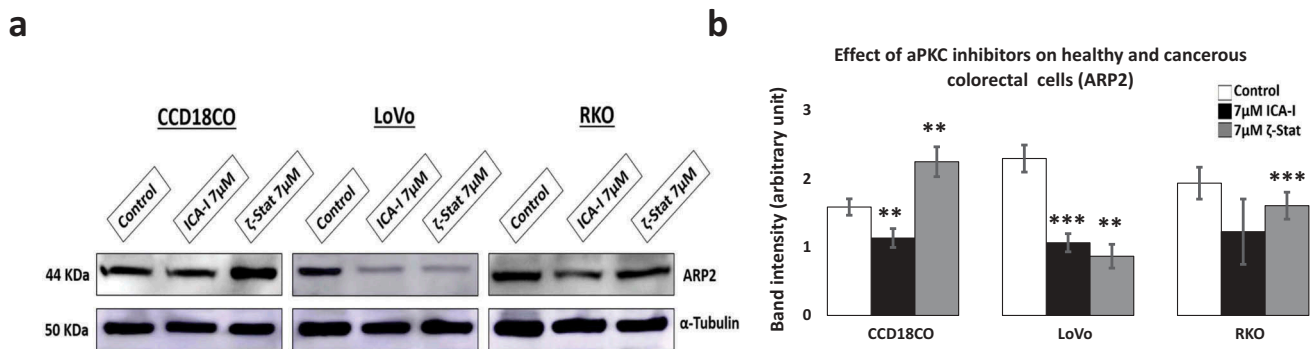 a
CCD18CO
LoVo
RKO
Control
ICA-I 7μM
ζ-Stat 7μM
Control
ICA-I 7μM
ζ-Stat 7μM
Control
ICA-I 7μM
ζ-Stat 7μM
44 KDa
ARP2
50 KDa
α-Tubulin
b
Effect of aPKC inhibitors on healthy and cancerous
colorectal cells (ARP2)
Control
7μM ICA-I
7μM ζ-Stat
Band intensity (arbitrary unit)
3
2
1
0
**
**
***
**
***
CCD18CO
LoVo
RKO